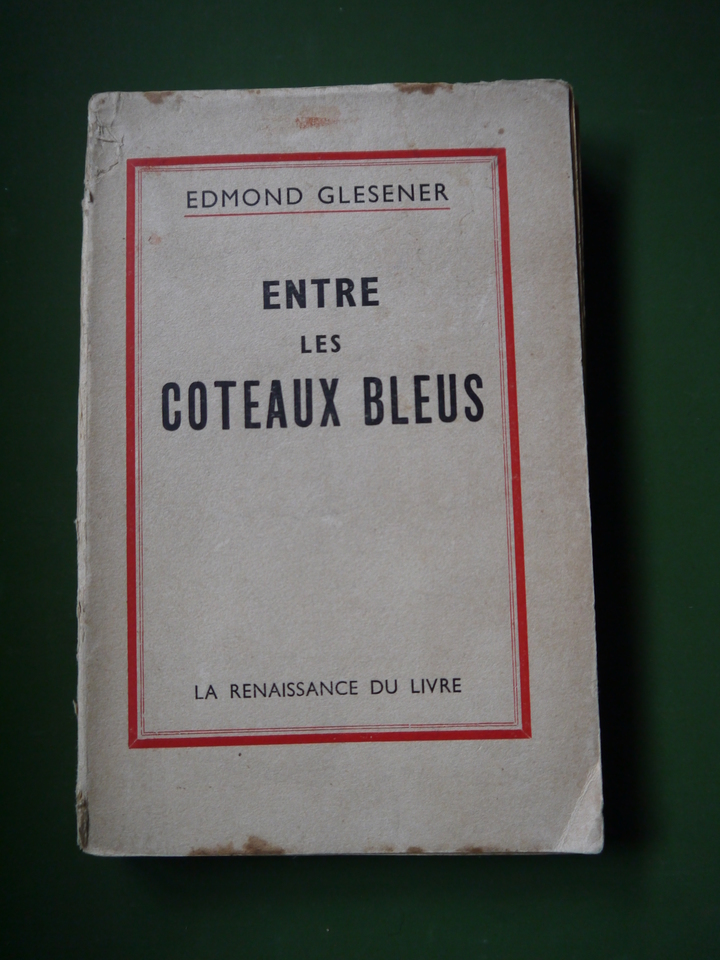 EDMOND GLESENER
ENTRE
LES
COTEAUX BLEUS
LA RENAISSANCE DU LIVRE